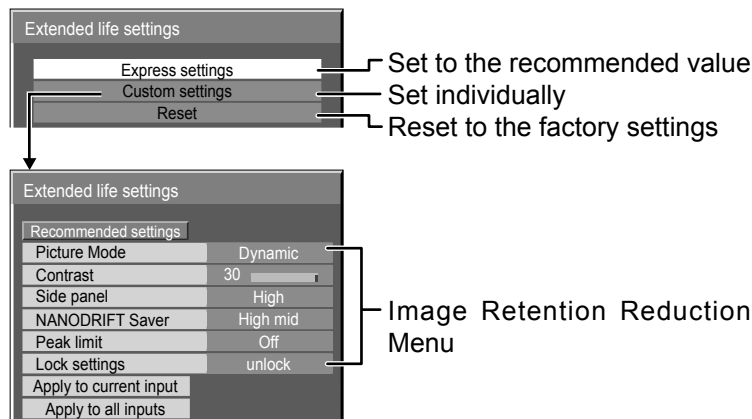 Extended life settings
Express settings
Custom settings
Reset
Set to the recommended value
Set individually
Reset to the factory settings
Extended life settings
Recommended settings
Picture Mode Dynamic
Contrast 30
Side panel High
NANODRIFT Saver High mid
Peak limit Off
Lock settings unlock
Apply to current input
Apply to all inputs
Image Retention Reduction
Menu